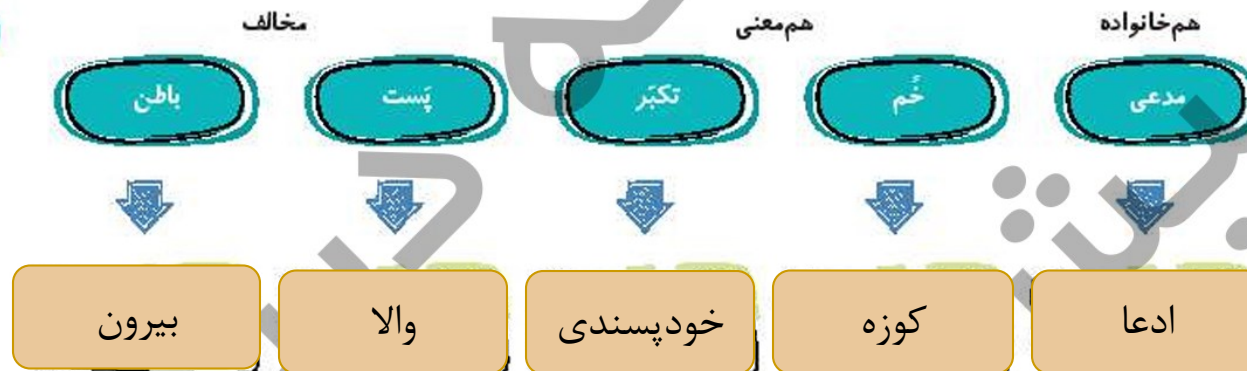 هم‌خانواده هم‌معنی مخالف
مدعی خُم تکبّر پَست باطن
ادعا کوزه خودپسندی والا بیرون